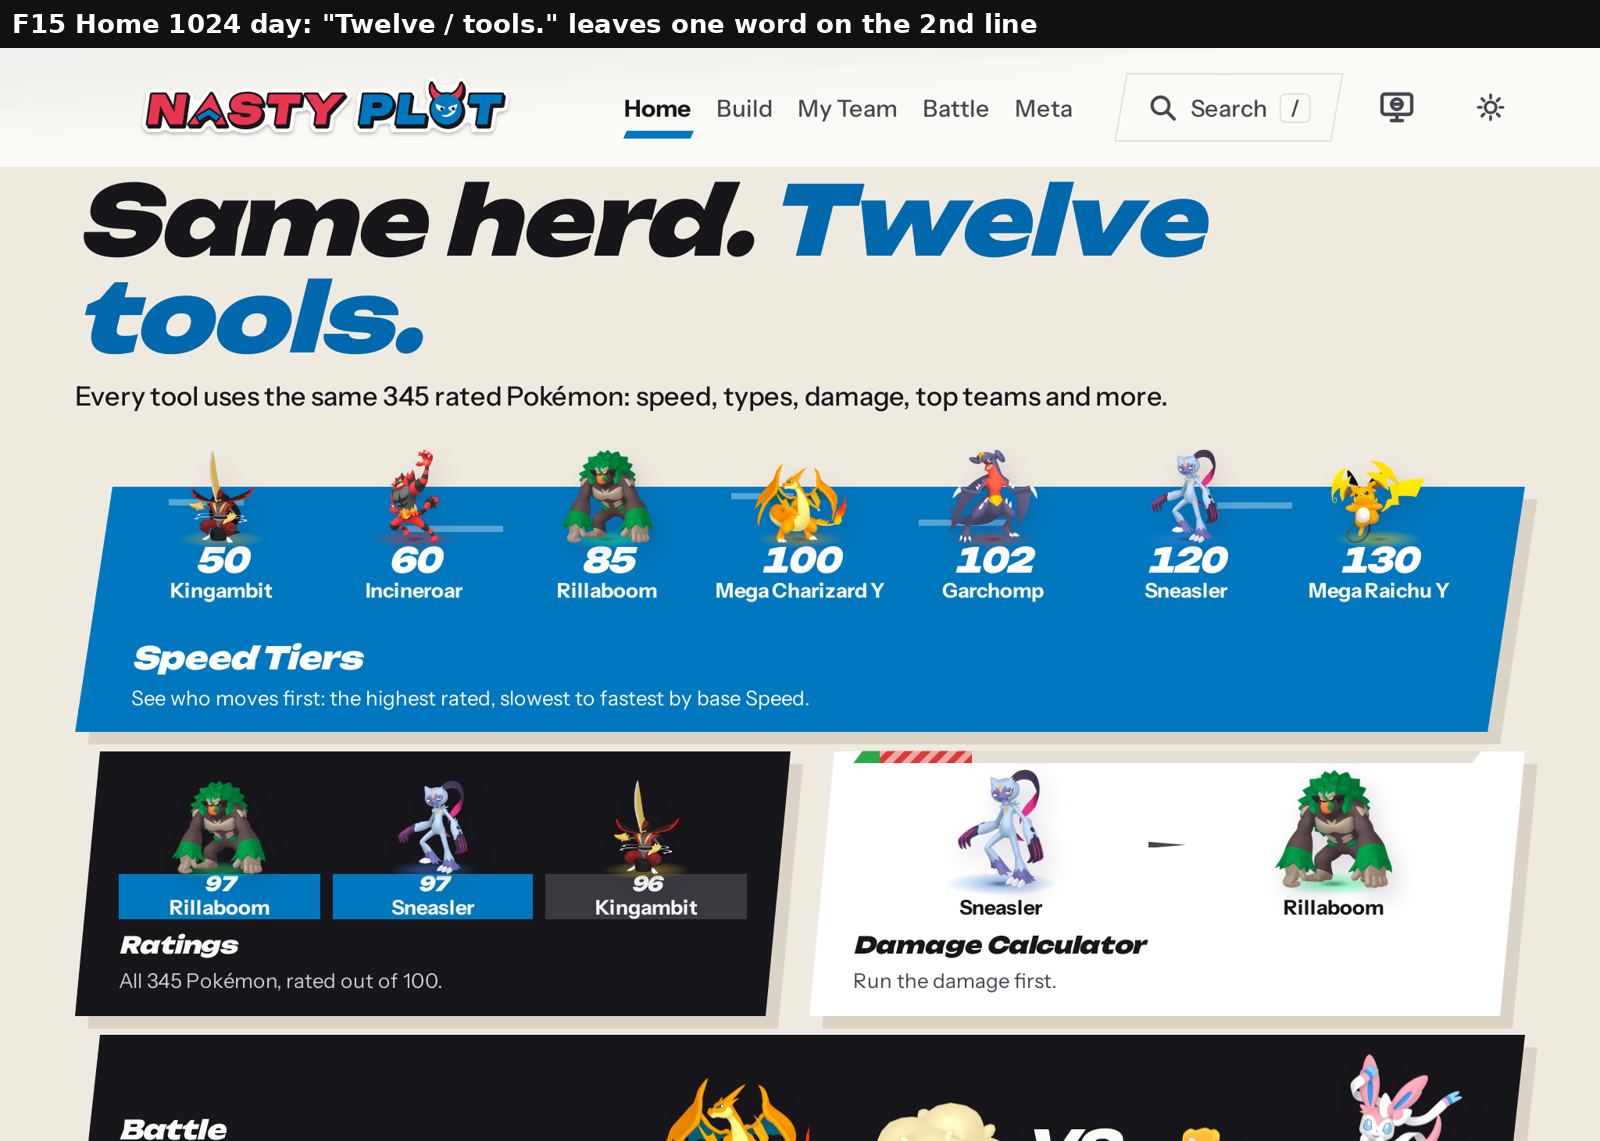 F15 Home 1024 day: "Twelve / tools." leaves one word on the 2nd line
NASTY PLOT
Home Build My Team Battle Meta Search /
Same herd. Twelve
tools.
Every tool uses the same 345 rated Pokémon: speed, types, damage, top teams and more.
50 60 85 100 102 120 130
Kingambit Incineroar Rillaboom Mega Charizard Y Garchomp Sneasler Mega Raichu Y
Speed Tiers
See who moves first: the highest rated, slowest to fastest by base Speed.
97 97 96
Rillaboom Sneasler Kingambit
Ratings
All 345 Pokémon, rated out of 100.
Sneasler Rillaboom
Damage Calculator
Run the damage first.
Battle
VS